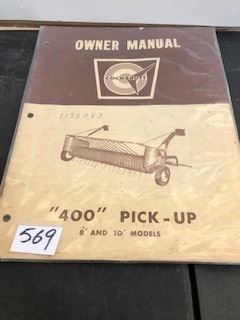 OWNER MANUAL
COCKSHUTT
"400" PICK-UP
8' AND 10' MODELS
569